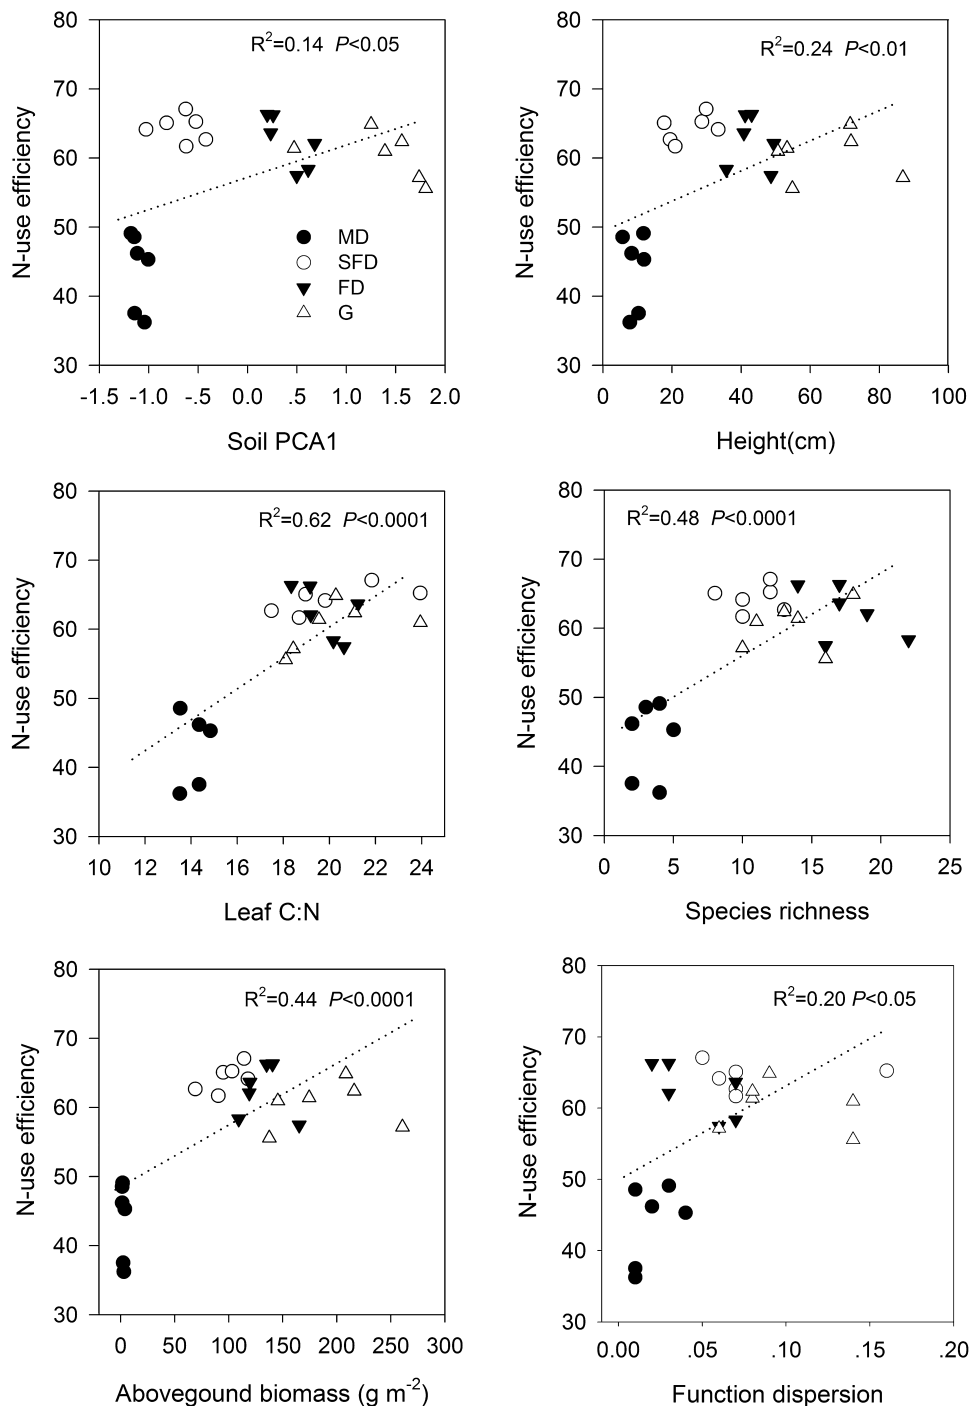 R²=0.14 P<0.05
80
70
60
50
40
30
N-use efficiency
MD
SFD
FD
G
-1.5 -1.0 -.5 0.0 .5 1.0 1.5 2.0
Soil PCA1
R²=0.24 P<0.01
80
70
60
50
40
30
N-use efficiency
0 20 40 60 80 100
Height(cm)
R²=0.62 P<0.0001
80
70
60
50
40
30
N-use efficiency
10 12 14 16 18 20 22 24
Leaf C:N
R²=0.48 P<0.0001
80
70
60
50
40
30
N-use efficiency
0 5 10 15 20 25
Species richness
R²=0.44 P<0.0001
80
70
60
50
40
30
N-use efficiency
0 50 100 150 200 250 300
Abovegound biomass (g m⁻²)
R²=0.20 P<0.05
80
70
60
50
40
30
N-use efficiency
0.00 .05 .10 .15 .20
Function dispersion